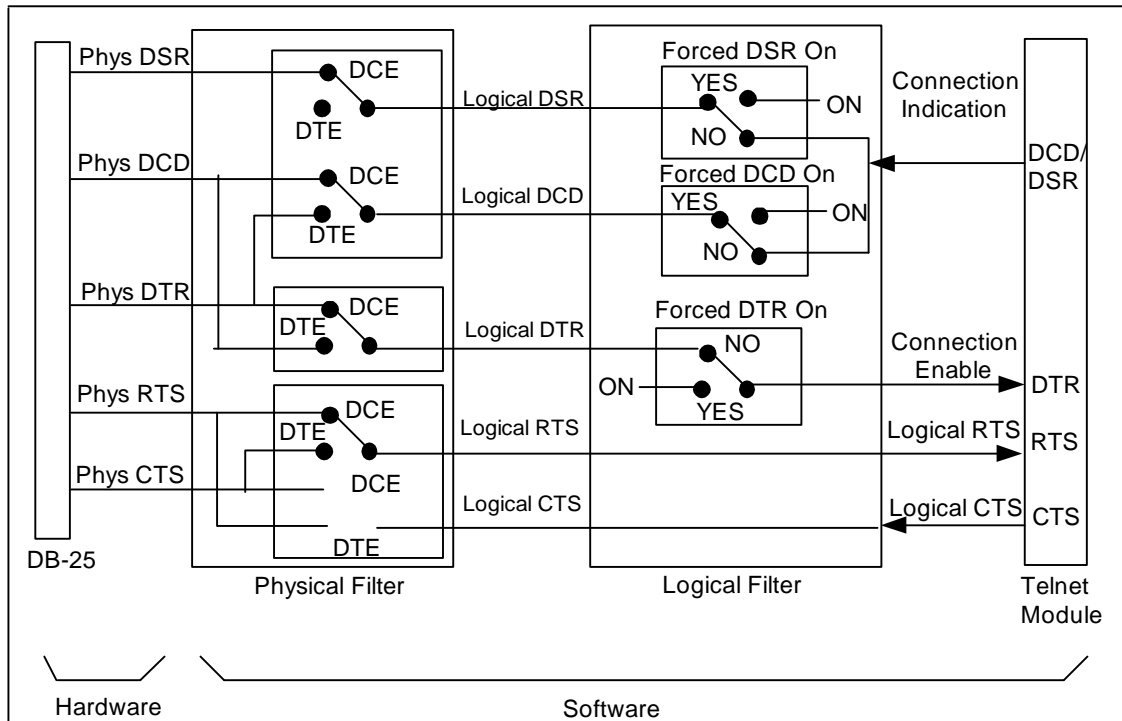 Phys DSR
DCE
DTE
Logical DSR
Forced DSR On
YES
NO
ON
Connection
Indication
DCD/
DSR
Phys DCD
DCE
DTE
Logical DCD
Forced DCD On
YES
NO
ON
Phys DTR
DCE
DTE
Logical DTR
Forced DTR On
NO
ON
YES
Connection
Enable
DTR
Phys RTS
DCE
DTE
Logical RTS
Logical RTS
RTS
Phys CTS
DCE
DTE
Logical CTS
Logical CTS
CTS
DB-25
Physical Filter
Logical Filter
Telnet
Module
Hardware
Software